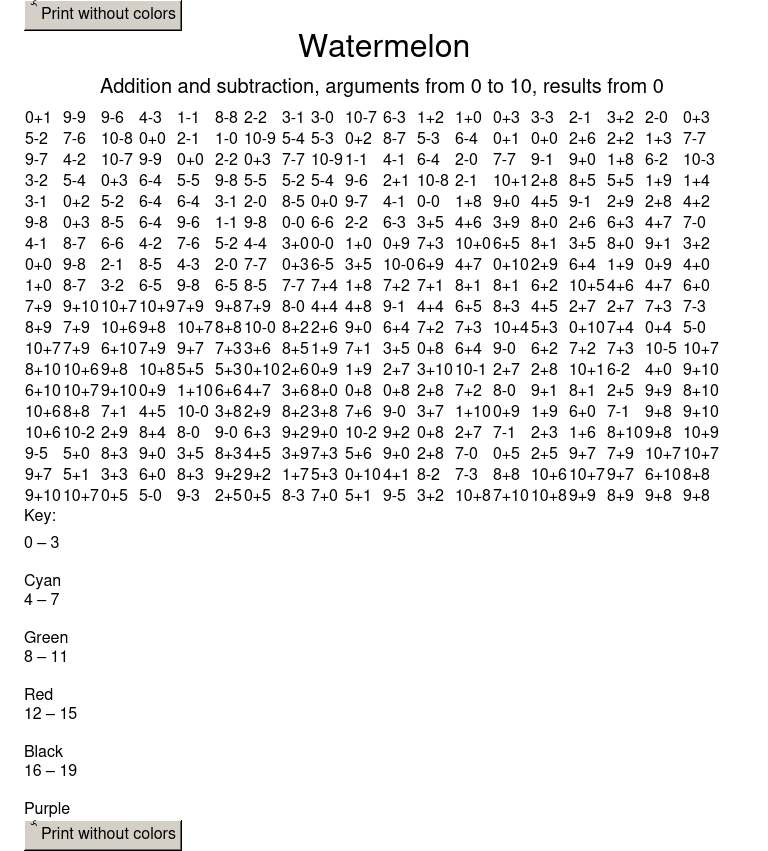 Print without colors
Watermelon
Addition and subtraction, arguments from 0 to 10, results from 0
0+1 9-9 9-6 4-3 1-1 8-8 2-2 3-1 3-0 10-7 6-3 1+2 1+0 0+3 3-3 2-1 3+2 2-0 0+3
5-2 7-6 10-8 0+0 2-1 1-0 10-9 5-4 5-3 0+2 8-7 5-3 6-4 0+1 0+0 2+6 2+2 1+3 7-7
9-7 4-2 10-7 9-9 0+0 2-2 0+3 7-7 10-9 1-1 4-1 6-4 2-0 7-7 9-1 9+0 1+8 6-2 10-3
3-2 5-4 0+3 6-4 5-5 9-8 5-5 5-2 5-4 9-6 2+1 10-8 2-1 10+1 2+8 8+5 5+5 1+9 1+4
3-1 0+2 5-2 6-4 6-4 3-1 2-0 8-5 0+0 9-7 4-1 0-0 1+8 9+0 4+5 9-1 2+9 2+8 4+2
9-8 0+3 8-5 6-4 9-6 1-1 9-8 0-0 6-6 2-2 6-3 3+5 4+6 3+9 8+0 2+6 6+3 4+7 7-0
4-1 8-7 6-6 4-2 7-6 5-2 4-4 3+0 0-0 1+0 0+9 7+3 10+0 6+5 8+1 3+5 8+0 9+1 3+2
0+0 9-8 2-1 8-5 4-3 2-0 7-7 0+3 6-5 3+5 10-0 6+9 4+7 0+10 2+9 6+4 1+9 0+9 4+0
1+0 8-7 3-2 6-5 9-8 6-5 8-5 7-7 7+4 1+8 7+2 7+1 8+1 8+1 6+2 10+5 4+6 4+7 6+0
7+9 9+10 10+7 10+9 7+9 9+8 7+9 8-0 4+4 4+8 9-1 4+4 6+5 8+3 4+5 2+7 2+7 7+3 7-3
8+9 7+9 10+6 9+8 10+7 8+8 10-0 8+2 2+6 9+0 6+4 7+2 7+3 10+4 5+3 0+10 7+4 0+4 5-0
10+7 7+9 6+10 7+9 9+7 7+3 3+6 8+5 1+9 7+1 3+5 0+8 6+4 9-0 6+2 7+2 7+3 10-5 10+7
8+10 10+6 9+8 10+8 5+5 5+3 0+10 2+6 0+9 1+9 2+7 3+10 10-1 2+7 2+8 10+1 6-2 4+0 9+10
6+10 10+7 9+10 0+9 1+10 6+6 4+7 3+6 8+0 0+8 0+8 2+8 7+2 8-0 9+1 8+1 2+5 9+9 8+10
10+6 8+8 7+1 4+5 10-0 3+8 2+9 8+2 3+8 7+6 9-0 3+7 1+10 0+9 1+9 6+0 7-1 9+8 9+10
10+6 10-2 2+9 8+4 8-0 9-0 6+3 9+2 9+0 10-2 9+2 0+8 2+7 7-1 2+3 1+6 8+10 9+8 10+9
9-5 5+0 8+3 9+0 3+5 8+3 4+5 3+9 7+3 5+6 9+0 2+8 7-0 0+5 2+5 9+7 7+9 10+7 10+7
9+7 5+1 3+3 6+0 8+3 9+2 9+2 1+7 5+3 0+10 4+1 8-2 7-3 8+8 10+6 10+7 9+7 6+10 8+8
9+10 10+7 0+5 5-0 9-3 2+5 0+5 8-3 7+0 5+1 9-5 3+2 10+8 7+10 10+8 9+9 8+9 9+8 9+8
Key:
0 – 3
Cyan
4 – 7
Green
8 – 11
Red
12 – 15
Black
16 – 19
Purple
Print without colors